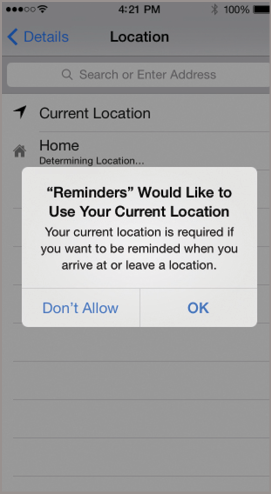 4:21 PM 100%
Details Location
Search or Enter Address
Current Location
Home
Determining Location...
“Reminders” Would Like to
Use Your Current Location
Your current location is required if
you want to be reminded when you
arrive at or leave a location.
Don’t Allow OK